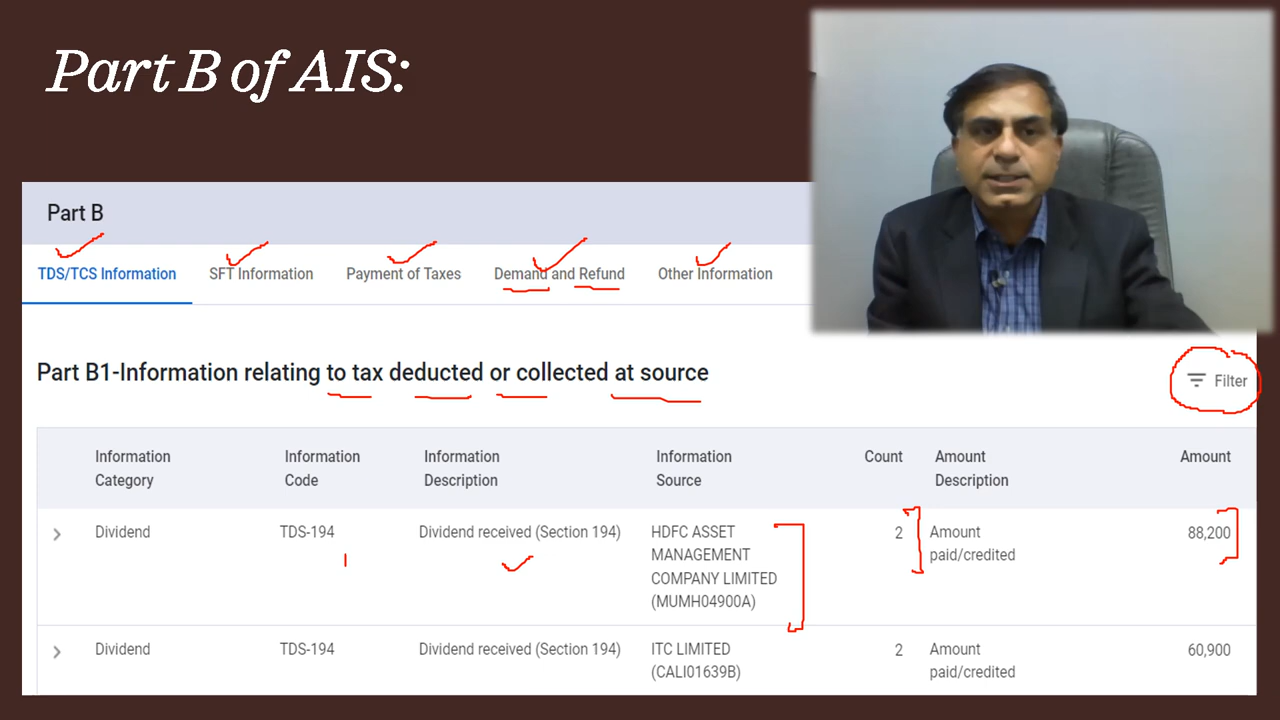 Part B of AIS:
Part B
TDS/TCS Information SFT Information Payment of Taxes Demand and Refund Other Information
Part B1-Information relating to tax deducted or collected at source
Filter
Information Category Information Code Information Description Information Source Count Amount Description Amount
Dividend TDS-194 Dividend received (Section 194) HDFC ASSET 2 Amount 88,200
MANAGEMENT paid/credited
COMPANY LIMITED
(MUMH04900A)
Dividend TDS-194 Dividend received (Section 194) ITC LIMITED 2 Amount 60,900
(CALI01639B) paid/credited